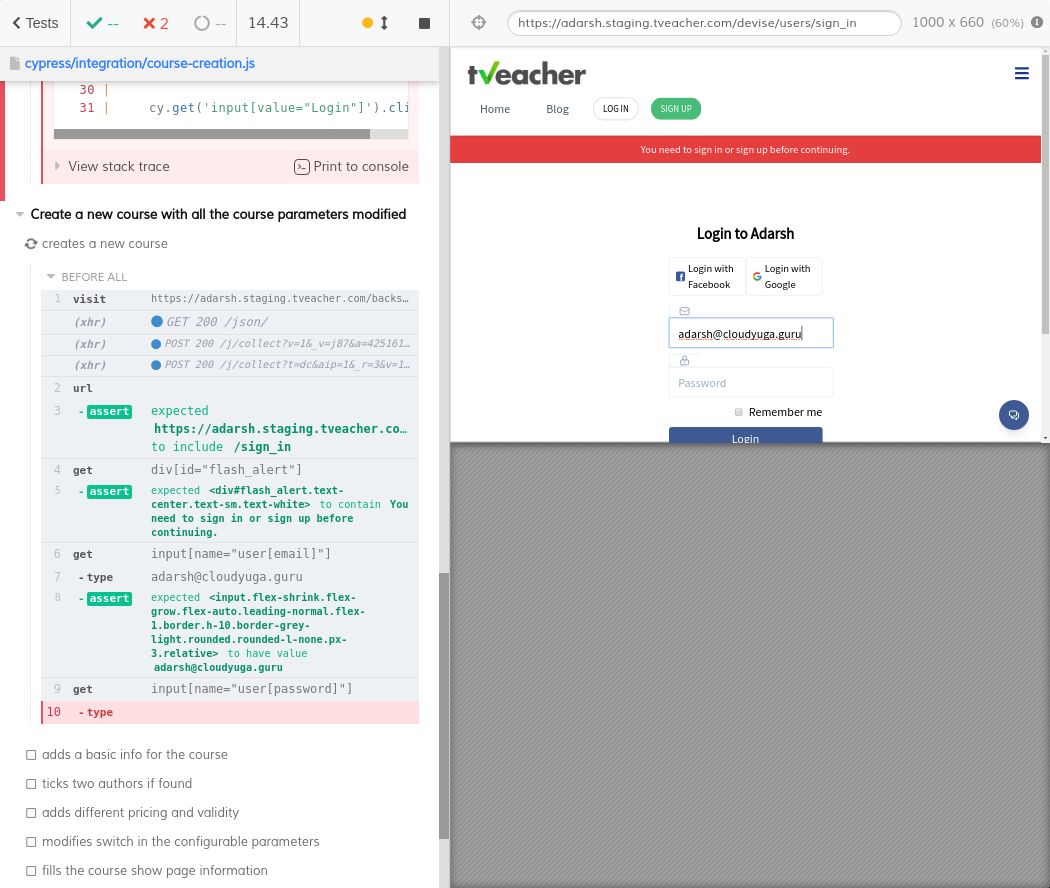 Tests
--
2
--
14.43
https://adarsh.staging.tveacher.com/devise/users/sign_in
1000 x 660 (60%)
cypress/integration/course-creation.js
30 |
31 | cy.get('input[value="Login"]').cli
View stack trace
Print to console
Create a new course with all the course parameters modified
creates a new course
BEFORE ALL
1 visit https://adarsh.staging.tveacher.com/backs…
(xhr) GET 200 /json/
(xhr) POST 200 /j/collect?v=1&_v=j87&a=425161…
(xhr) POST 200 /j/collect?t=dc&aip=1&_r=3&v=1…
2 url
3 - assert expected
https://adarsh.staging.tveacher.co…
to include /sign_in
4 get div[id="flash_alert"]
5 - assert expected <div#flash_alert.text-
center.text-sm.text-white> to contain You
need to sign in or sign up before
continuing.
6 get input[name="user[email]"]
7 - type adarsh@cloudyuga.guru
8 - assert expected <input.flex-shrink.flex-
grow.flex-auto.leading-normal.flex-
1.border.h-10.border-grey-
light.rounded.rounded-l-none.px-
3.relative> to have value
adarsh@cloudyuga.guru
9 get input[name="user[password]"]
10 - type
adds a basic info for the course
ticks two authors if found
adds different pricing and validity
modifies switch in the configurable parameters
fills the course show page information
tveacher
Home
Blog
LOG IN
SIGN UP
You need to sign in or sign up before continuing.
Login to Adarsh
Login with
Facebook
Login with
Google
adarsh@cloudyuga.guru
Password
Remember me
Login